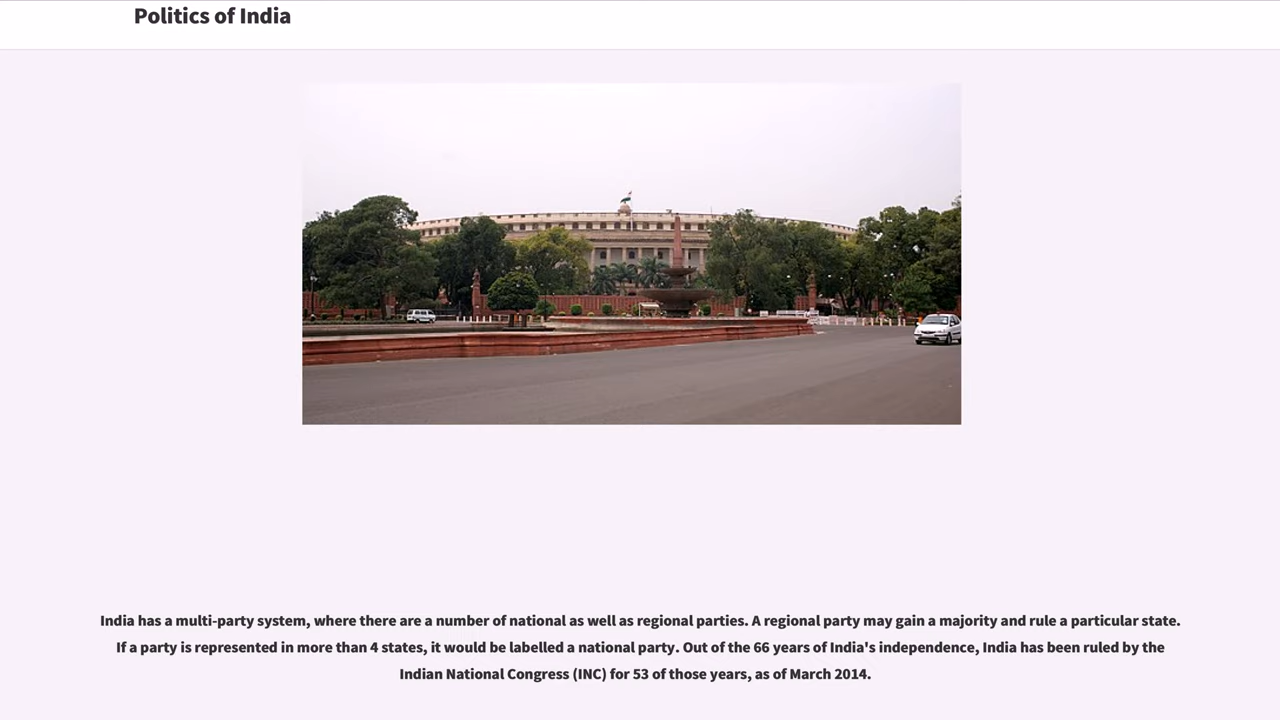 Politics of India
India has a multi-party system, where there are a number of national as well as regional parties. A regional party may gain a majority and rule a particular state.
If a party is represented in more than 4 states, it would be labelled a national party. Out of the 66 years of India's independence, India has been ruled by the
Indian National Congress (INC) for 53 of those years, as of March 2014.